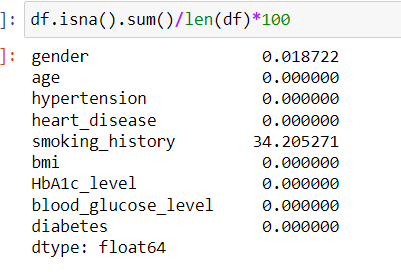 ]: df.isna().sum()/len(df)*100
]: gender 0.018722
age 0.000000
hypertension 0.000000
heart_disease 0.000000
smoking_history 34.205271
bmi 0.000000
HbA1c_level 0.000000
blood_glucose_level 0.000000
diabetes 0.000000
dtype: float64